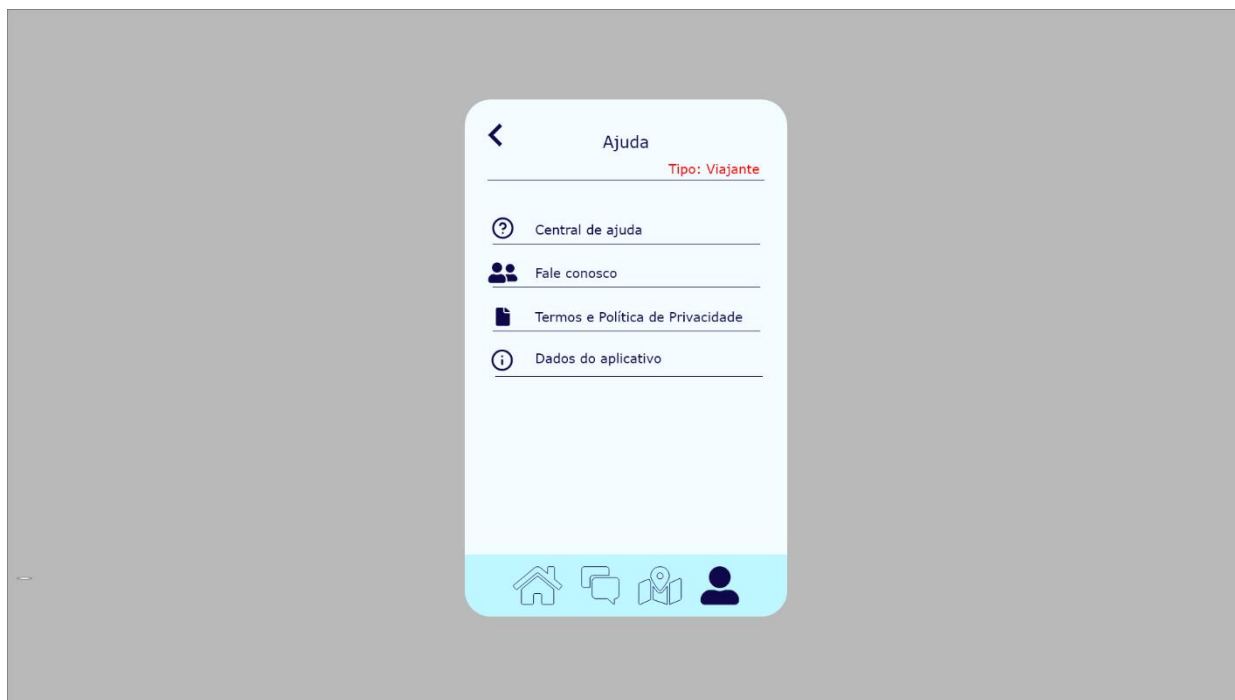 Ajuda
Tipo: Viajante
Central de ajuda
Fale conosco
Termos e Política de Privacidade
Dados do aplicativo